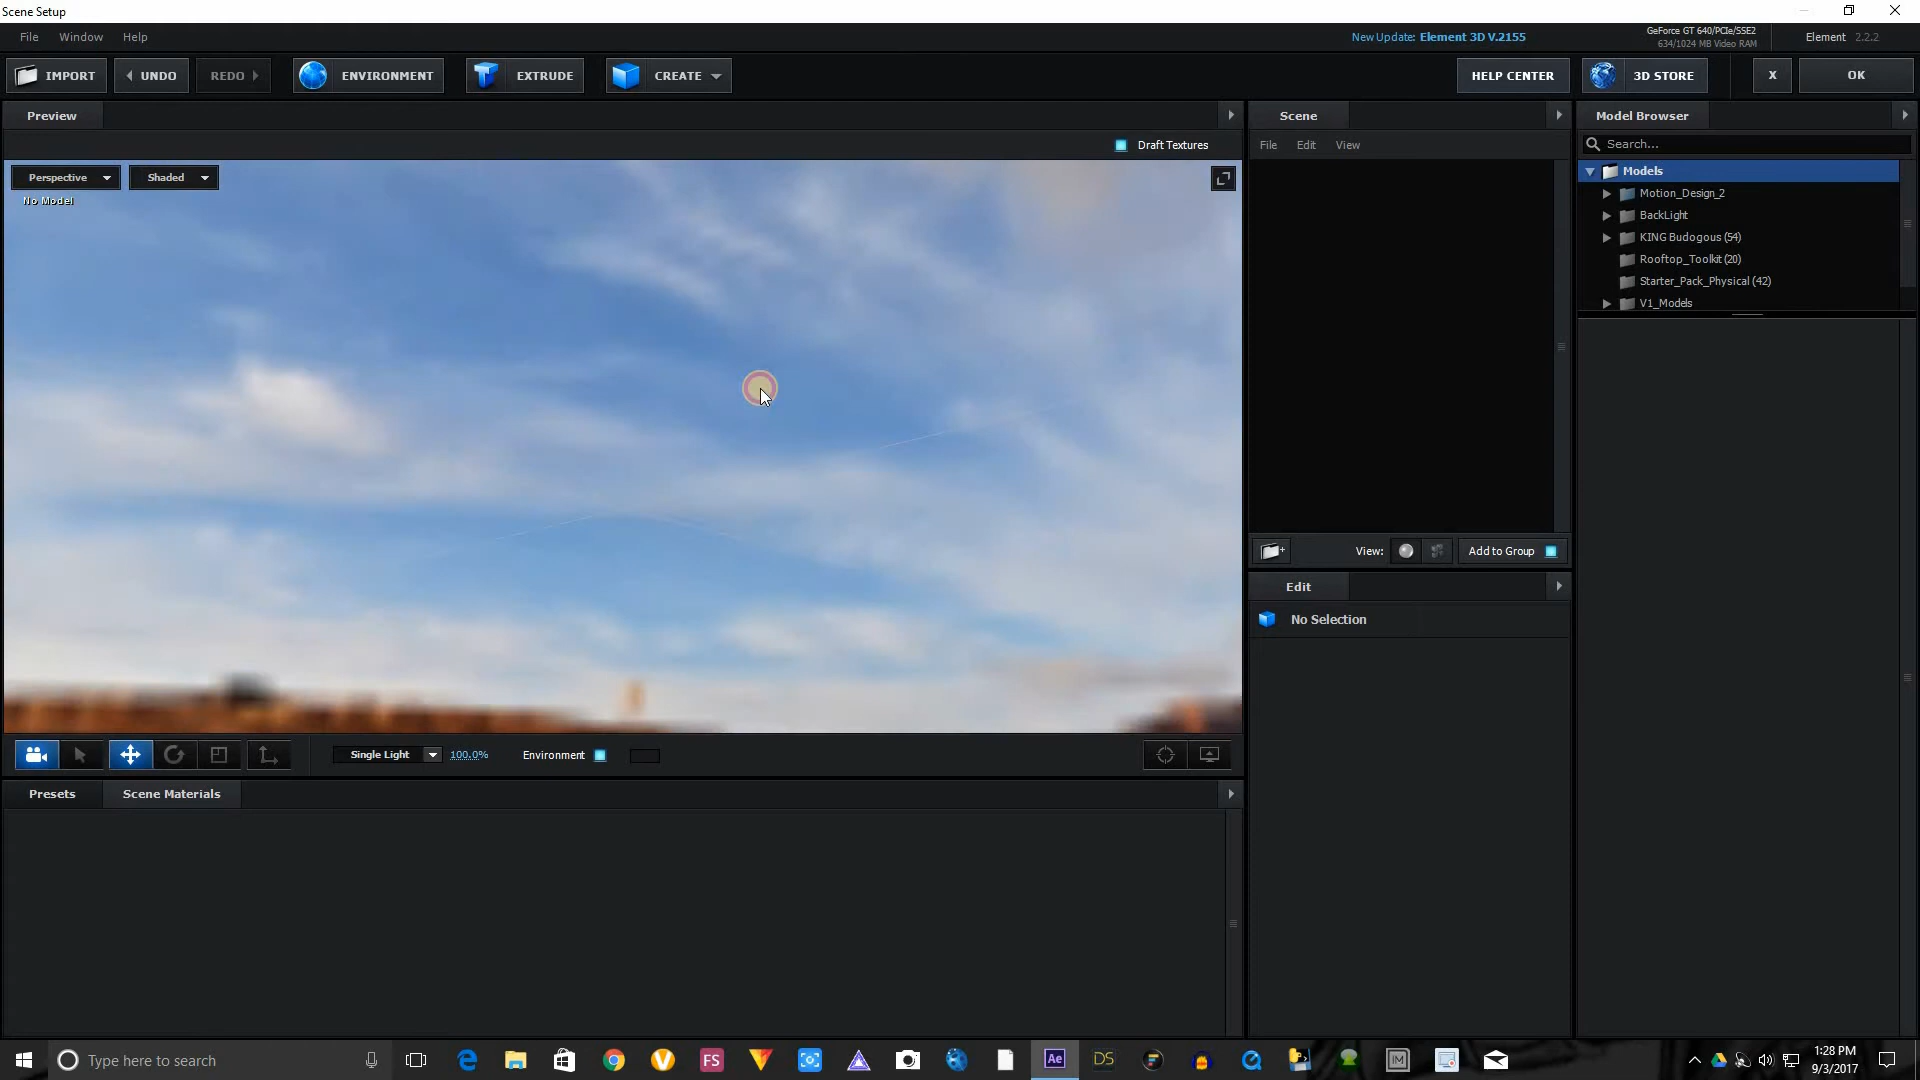 Scene Setup
File Window Help
New Update: Element 3D V.2155
GeForce GT 640/PCIe/SSE2
634/1024 MB Video RAM
Element 2.2.2
IMPORT UNDO REDO ENVIRONMENT EXTRUDE CREATE HELP CENTER 3D STORE X OK
Preview
Draft Textures
Perspective Shaded
No Model
Single Light 100.0% Environment
Presets Scene Materials
Scene
File Edit View
View: Add to Group
Edit
No Selection
Model Browser
Search...
Models
Motion_Design_2
BackLight
KING Budogous (54)
Rooftop_Toolkit (20)
Starter_Pack_Physical (42)
V1_Models
Type here to search
FS
Ae
DS
IM
1:28 PM
9/3/2017